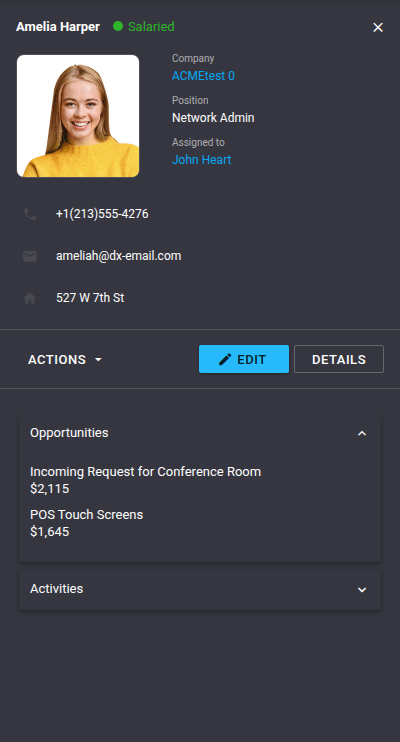 Amelia Harper
Salaried
Company
ACMEtest 0
Position
Network Admin
Assigned to
John Heart
+1(213)555-4276
ameliah@dx-email.com
527 W 7th St
ACTIONS
EDIT
DETAILS
Opportunities
Incoming Request for Conference Room
$2,115
POS Touch Screens
$1,645
Activities